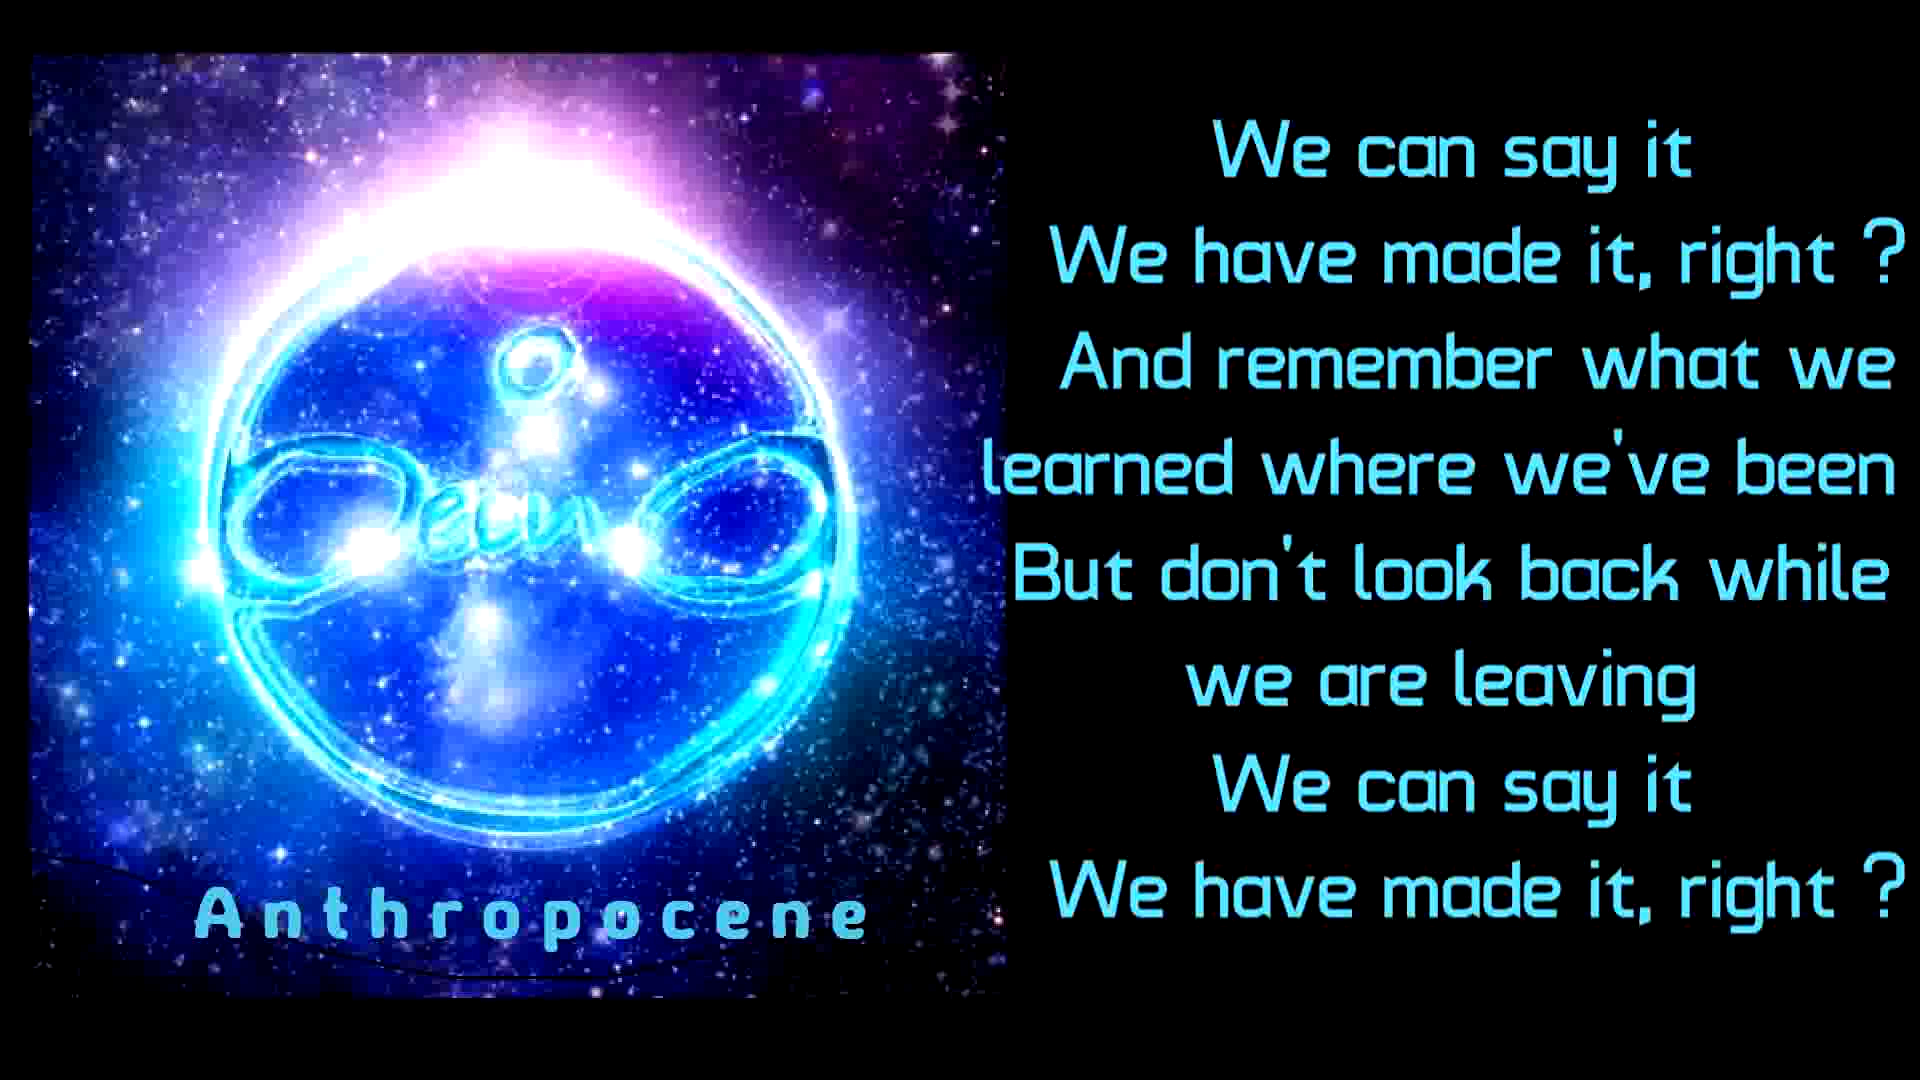 We can say it
We have made it, right ?
And remember what we
learned where we've been
But don't look back while
we are leaving
We can say it
We have made it, right ?
Anthropocene